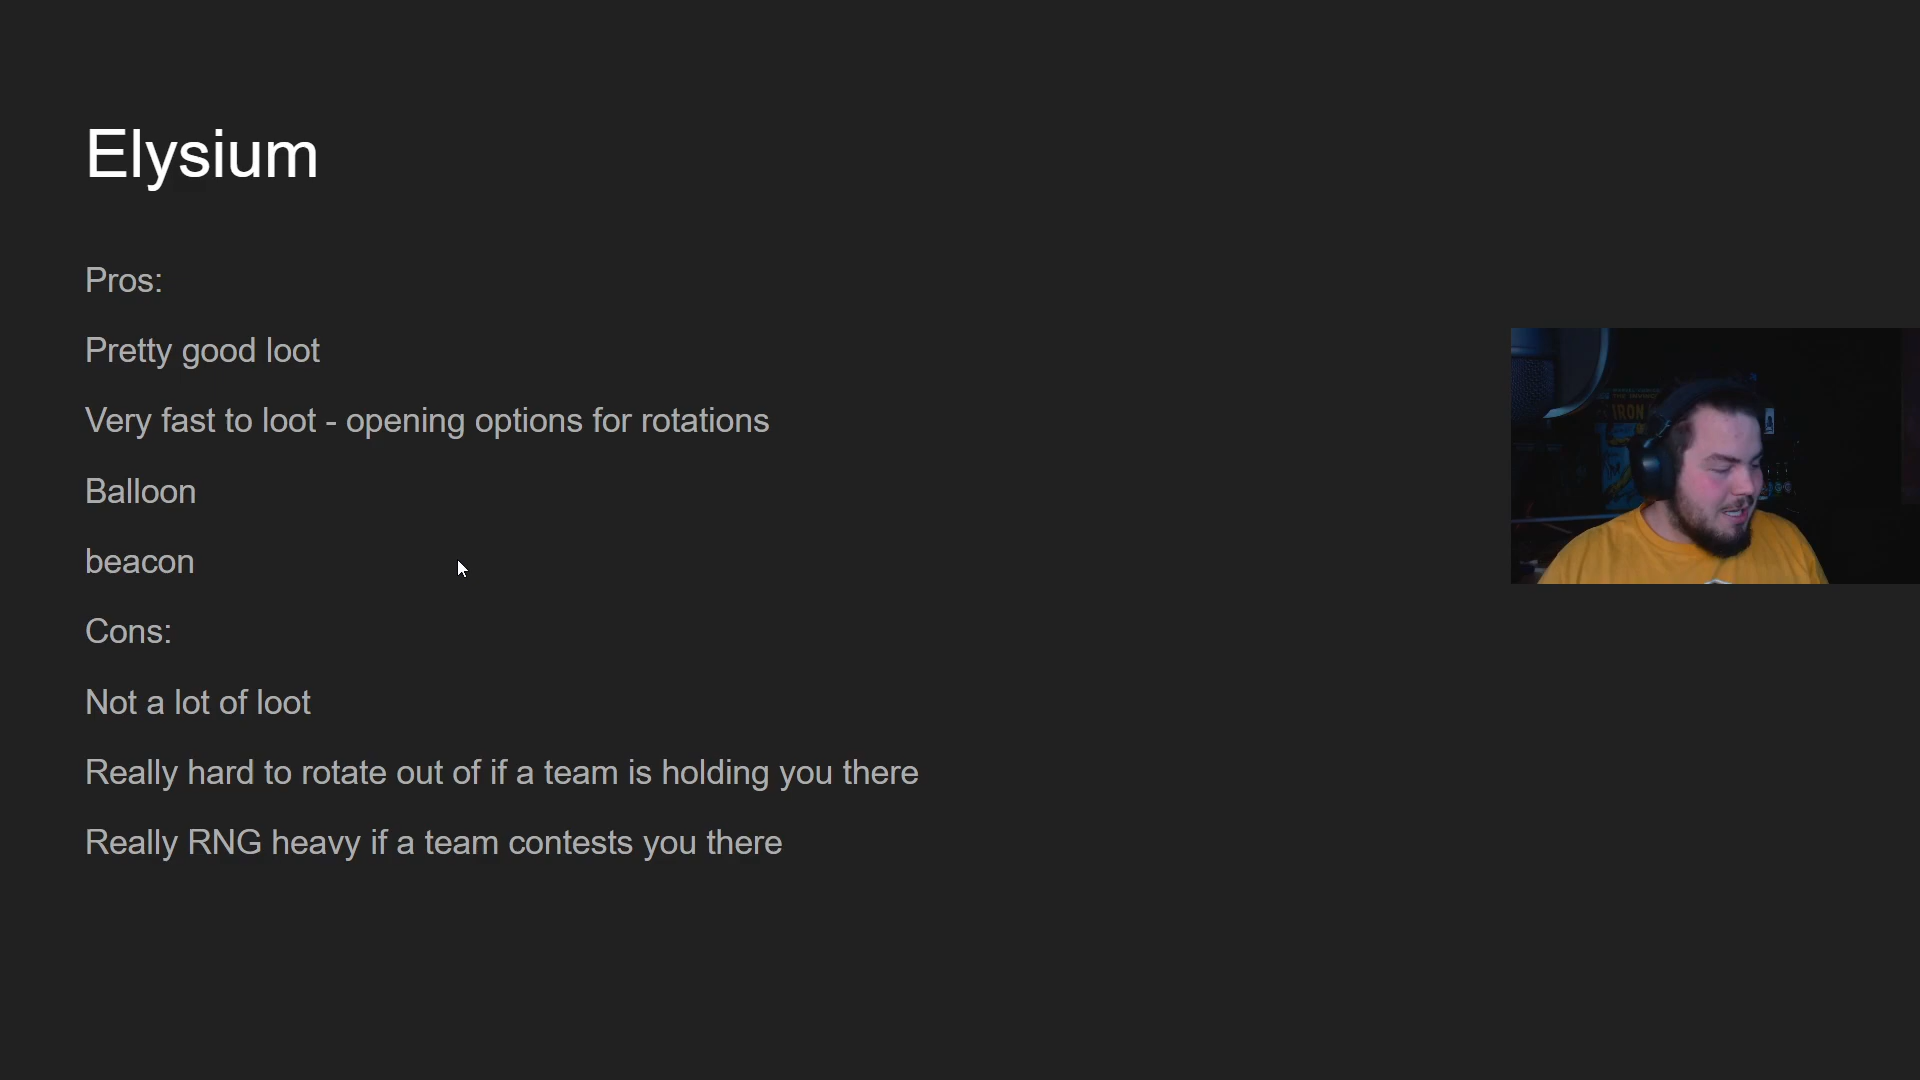 Elysium
Pros:
Pretty good loot
Very fast to loot - opening options for rotations
Balloon
beacon
Cons:
Not a lot of loot
Really hard to rotate out of if a team is holding you there
Really RNG heavy if a team contests you there
IRON